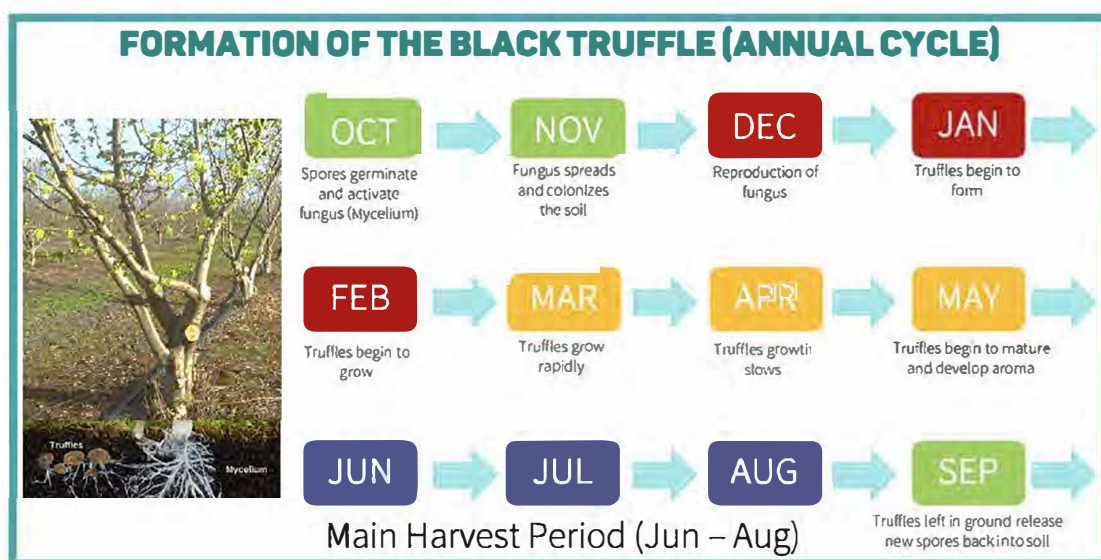 FORMATION OF THE BLACK TRUFFLE (ANNUAL CYCLE)
OCT
NOV
DEC
JAN
Spores germinate
and activate
fungus (Mycelium)
Fungus spreads
and colonizes
the soil
Reproduction of
fungus
Truffles begin to
form
FEB
MAR
APR
MAY
Truffles begin to
grow
Truffles grow
rapidly
Truffles growth
slows
Truffles begin to mature
and develop aroma
Truffles
Mycelium
JUN
JUL
AUG
SEP
Main Harvest Period (Jun – Aug)
Truffles left in ground release
new spores back into soil